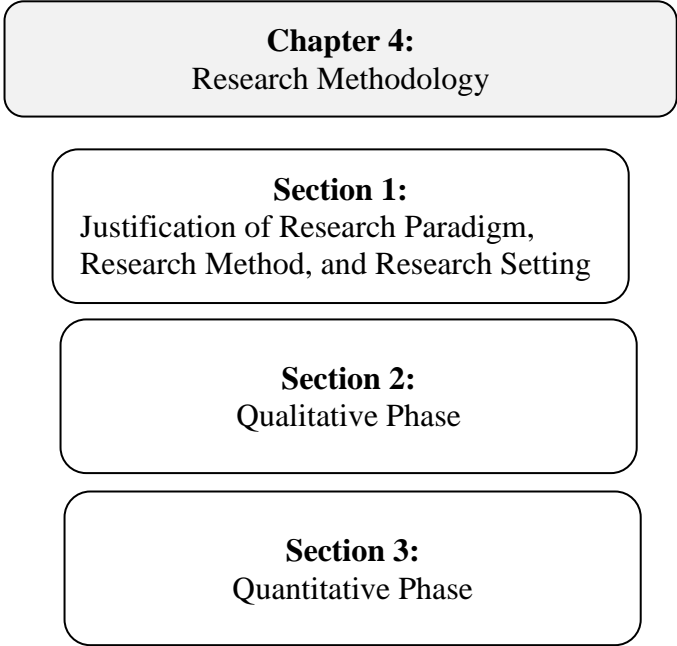 Chapter 4:
Research Methodology
Section 1:
Justification of Research Paradigm,
Research Method, and Research Setting
Section 2:
Qualitative Phase
Section 3:
Quantitative Phase